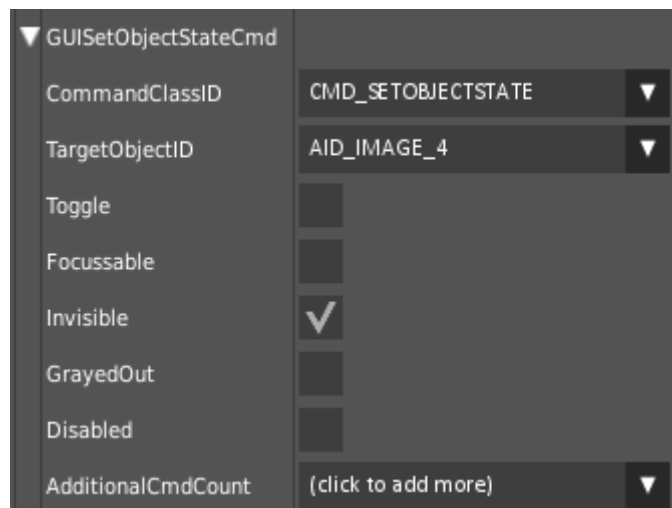 GUISetObjectStateCmd
CommandClassID CMD_SETOBJECTSTATE
TargetObjectID AID_IMAGE_4
Toggle
Focussable
Invisible
GrayedOut
Disabled
AdditionalCmdCount (click to add more)